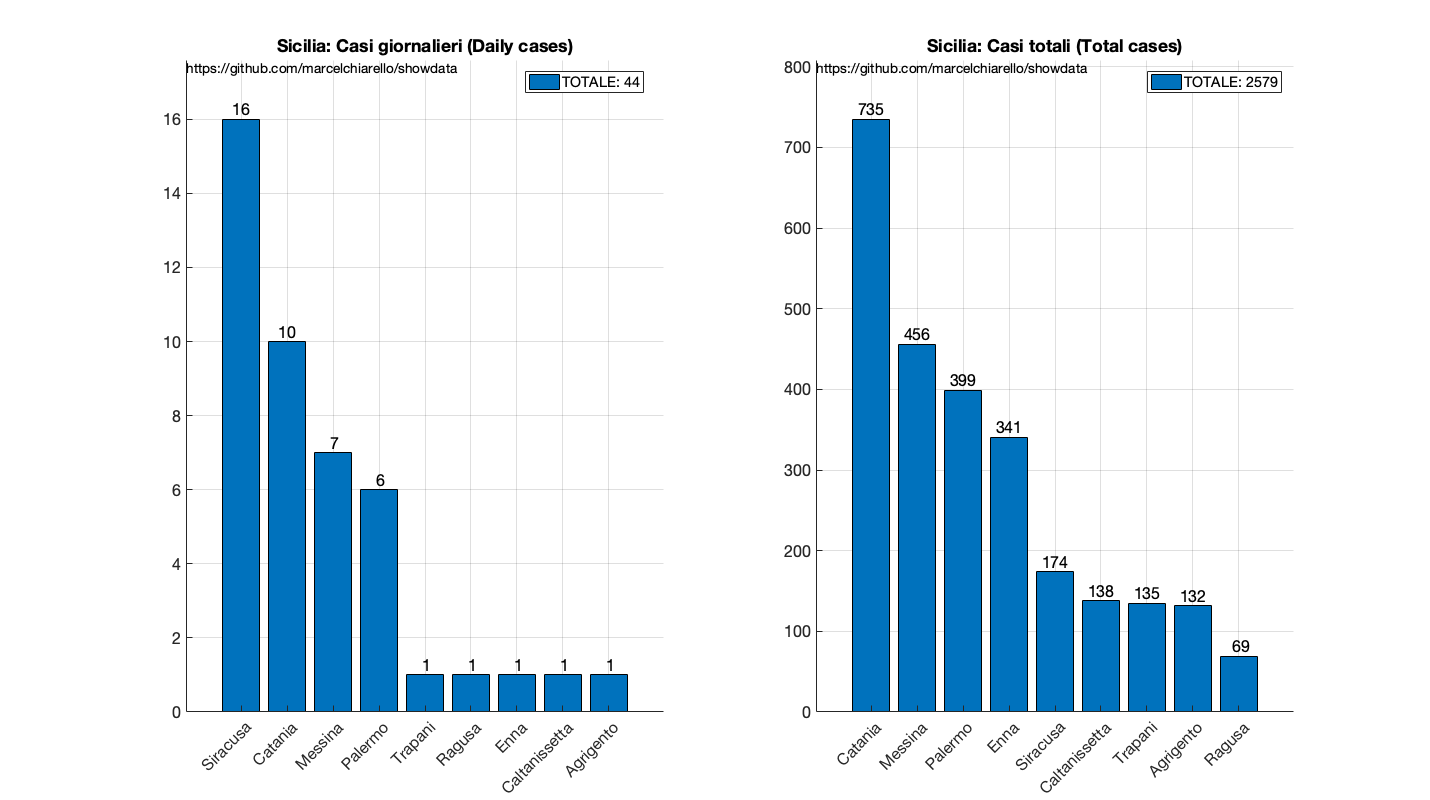 Sicilia: Casi giornalieri (Daily cases)
https://github.com/marcelchiarello/showdata
TOTALE: 44
16
14
12
10
8
6
4
2
0
16
10
7
6
1
1
1
1
1
Siracusa
Catania
Messina
Palermo
Trapani
Ragusa
Enna
Caltanissetta
Agrigento
Sicilia: Casi totali (Total cases)
https://github.com/marcelchiarello/showdata
TOTALE: 2579
800
700
600
500
400
300
200
100
0
735
456
399
341
174
138
135
132
69
Catania
Messina
Palermo
Enna
Siracusa
Caltanissetta
Trapani
Agrigento
Ragusa